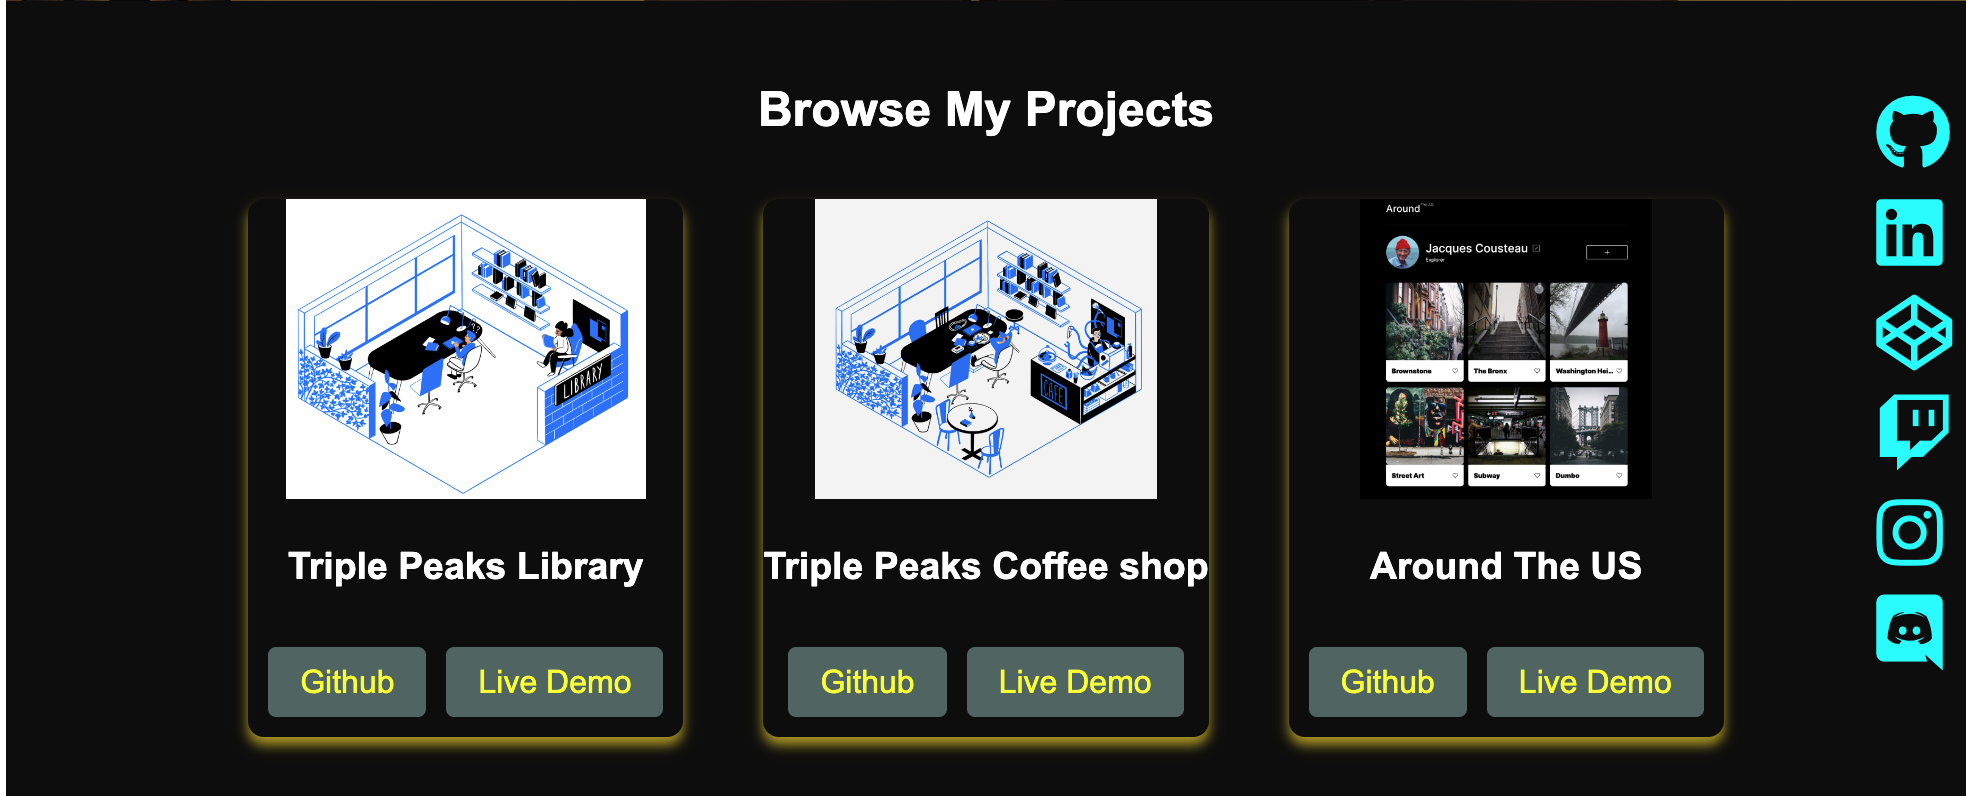 Browse My Projects
LIBRARY
Triple Peaks Library
Github
Live Demo
CAFE
Triple Peaks Coffee shop
Github
Live Demo
Around
Jacques Cousteau
Explorer
+
Brownstone
The Bronx
Washington Hei...
Street Art
Subway
Dumbo
Around The US
Github
Live Demo
in